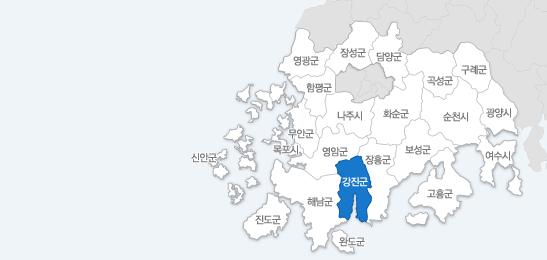 장성군
담양군
영광군
구례군
곡성군
함평군
나주시
화순군
순천시
광양시
무안군
목포시
영암군
보성군
여수시
신안군
장흥군
강진군
고흥군
해남군
진도군
완도군